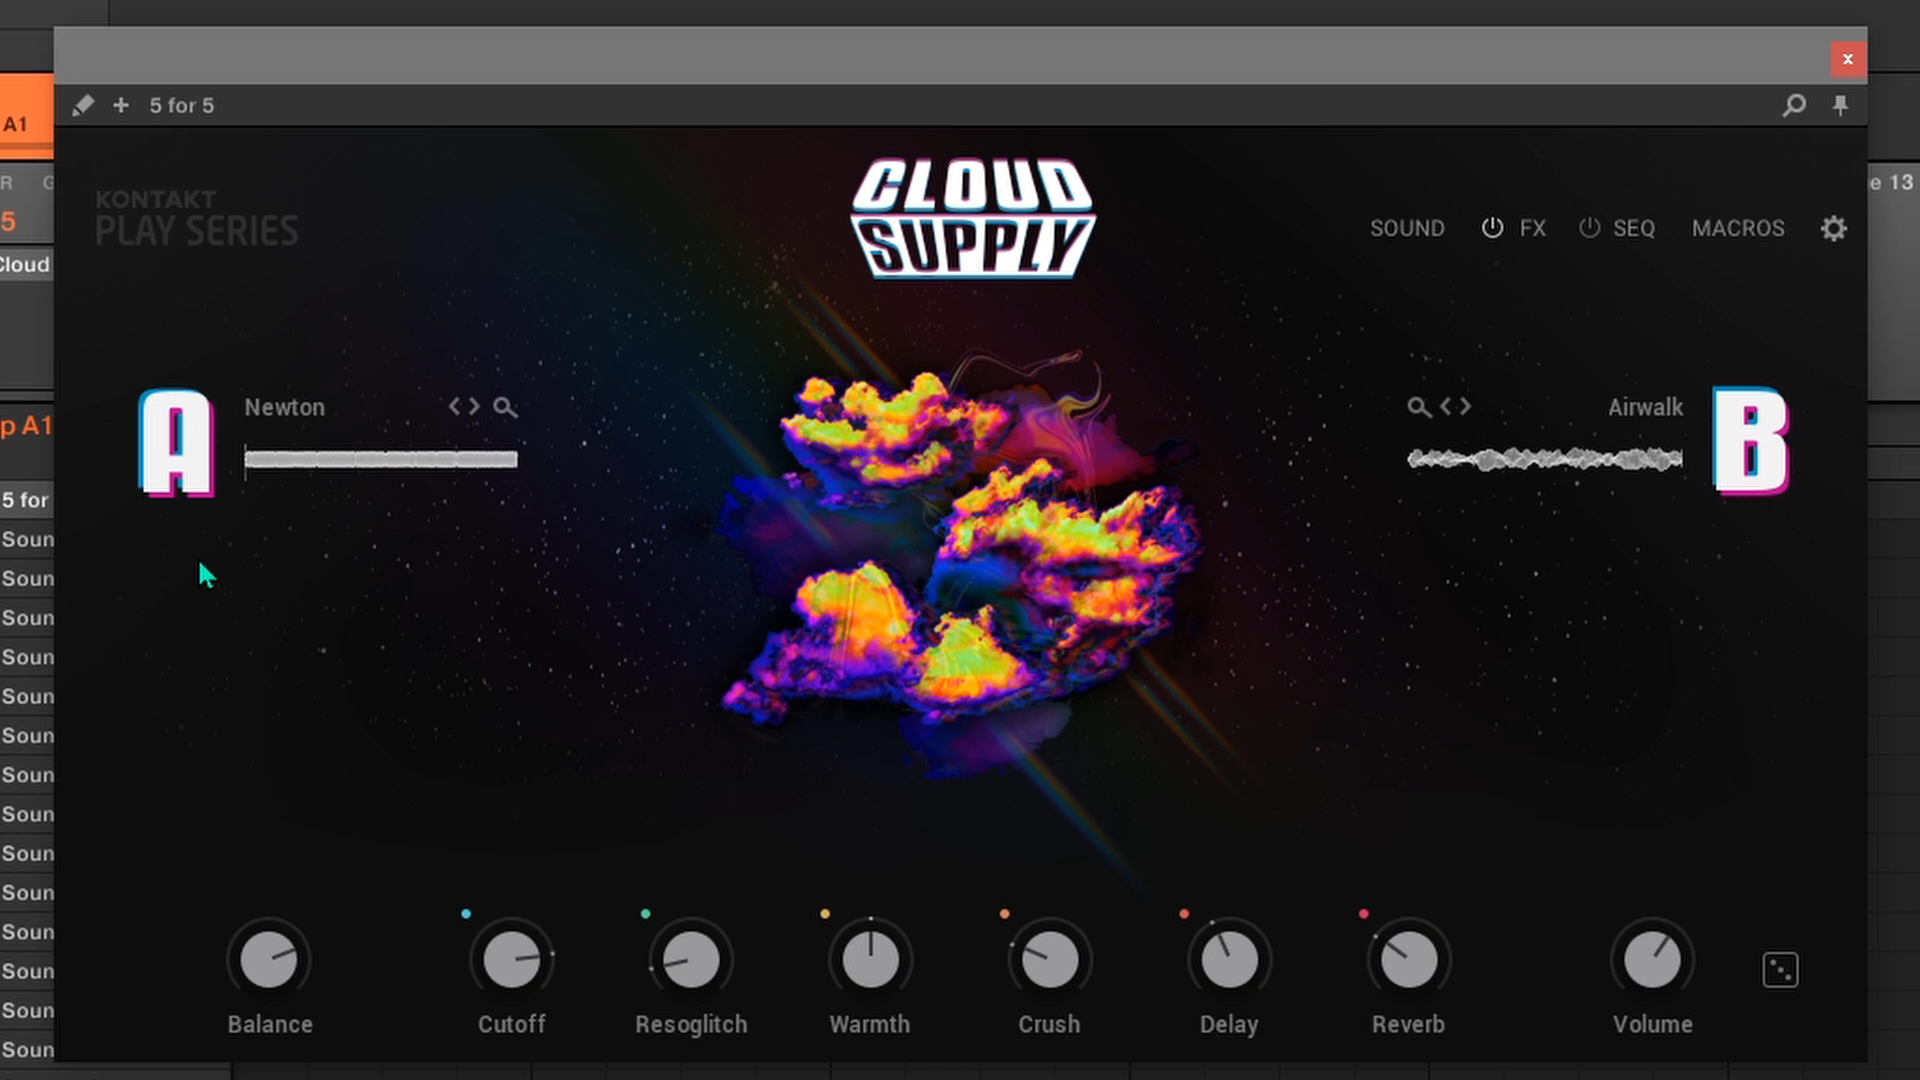 x
A1
5 for 5
R G
KONTAKT
PLAY SERIES
CLOUD
SUPPLY
SOUND FX SEQ MACROS
e 13
5
Cloud
p A1
A Newton
Airwalk B
5 for
Soun
Soun
Soun
Soun
Soun
Soun
Soun
Soun
Soun
Soun
Soun
Soun
Soun
Soun
Balance Cutoff Resoglitch Warmth Crush Delay Reverb Volume